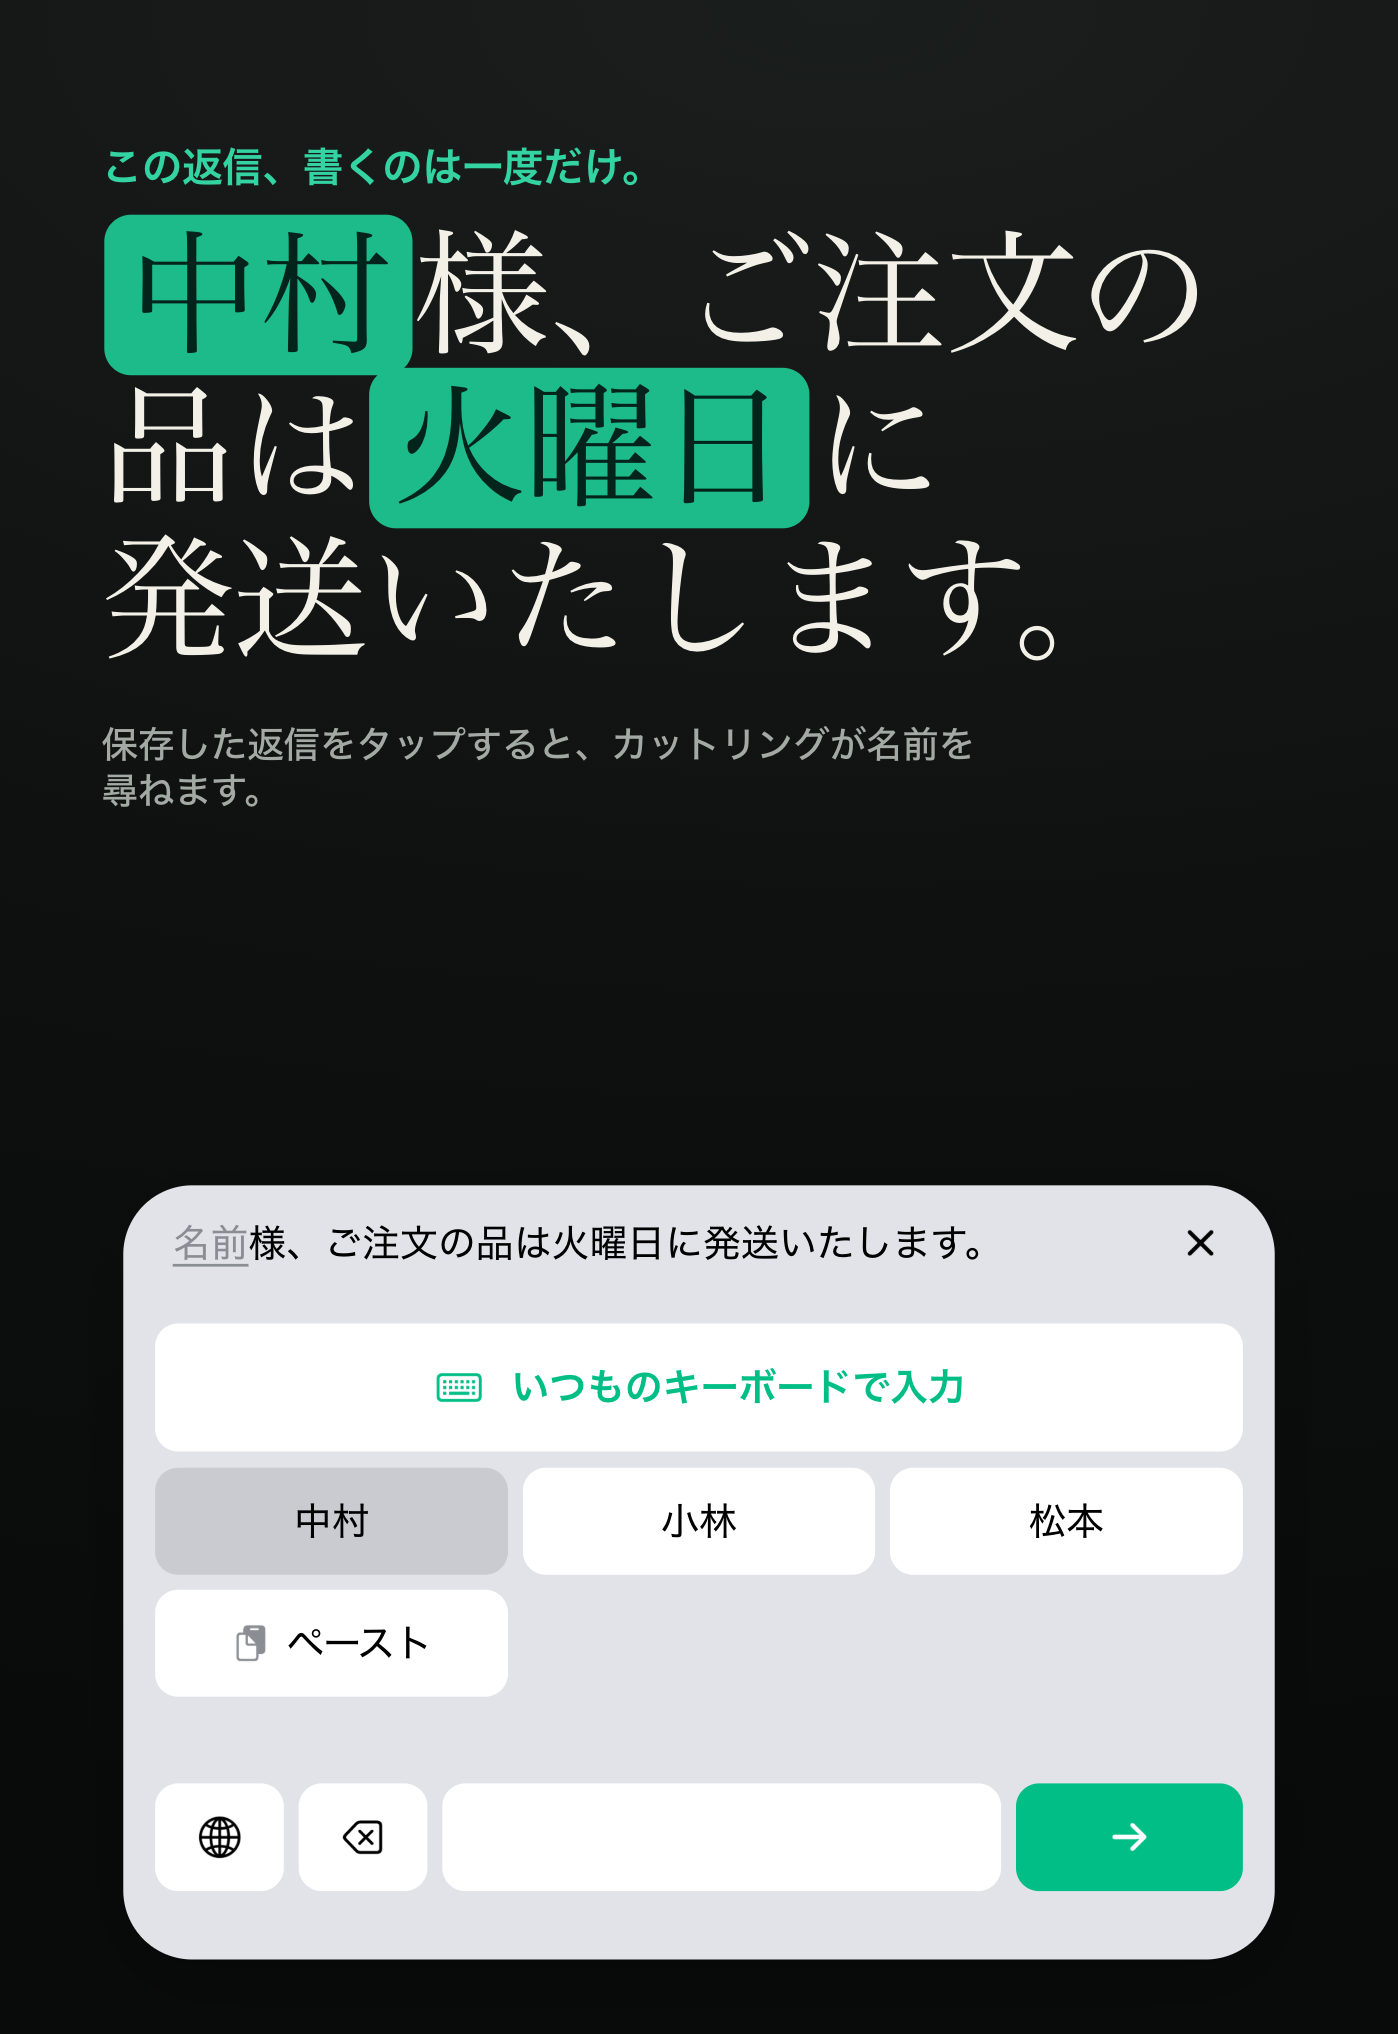 この返信、書くのは一度だけ。
中村様、ご注文の
品は火曜日に
発送いたします。
保存した返信をタップすると、カットリングが名前を
尋ねます。
名前様、ご注文の品は火曜日に発送いたします。
いつものキーボードで入力
中村
小林
松本
ペースト